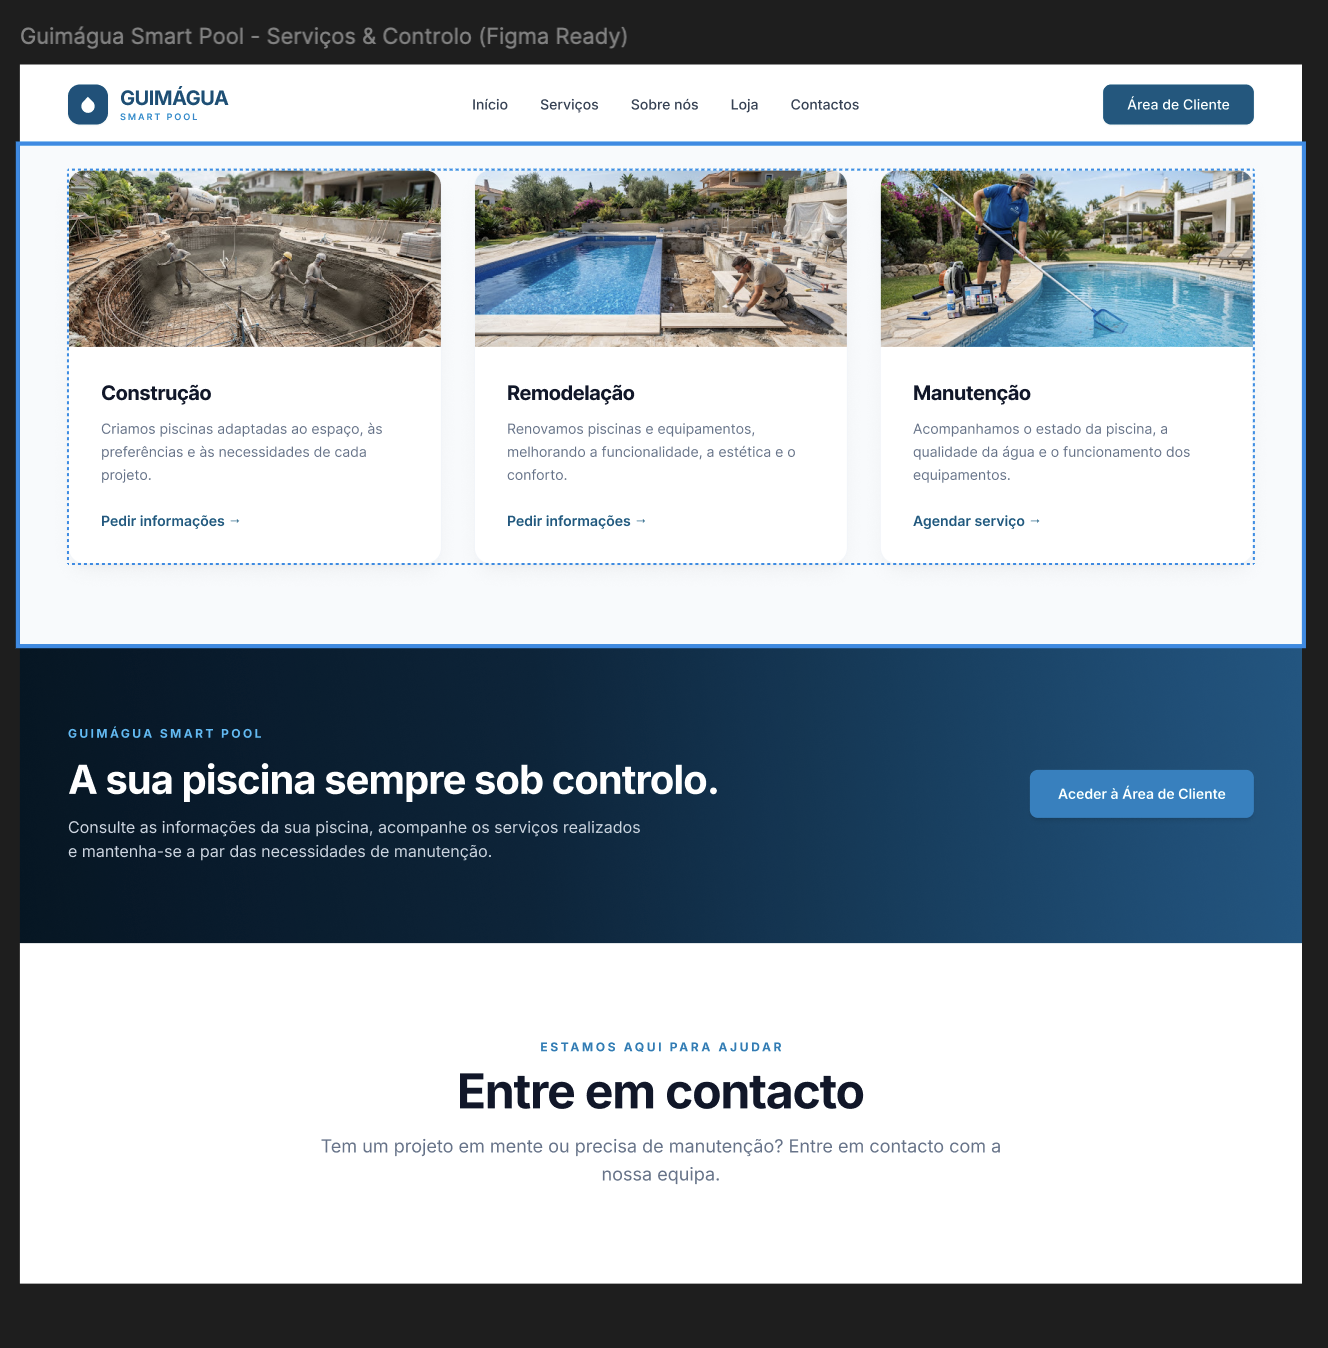 Guimágua Smart Pool - Serviços & Controlo (Figma Ready)
GUIMÁGUA
SMART POOL
Início
Serviços
Sobre nós
Loja
Contactos
Área de Cliente
Construção
Criamos piscinas adaptadas ao espaço, às
preferências e às necessidades de cada
projeto.
Pedir informações →
Remodelação
Renovamos piscinas e equipamentos,
melhorando a funcionalidade, a estética e o
conforto.
Pedir informações →
Manutenção
Acompanhamos o estado da piscina, a
qualidade da água e o funcionamento dos
equipamentos.
Agendar serviço →
GUIMÁGUA SMART POOL
A sua piscina sempre sob controlo.
Consulte as informações da sua piscina, acompanhe os serviços realizados
e mantenha-se a par das necessidades de manutenção.
Aceder à Área de Cliente
ESTAMOS AQUI PARA AJUDAR
Entre em contacto
Tem um projeto em mente ou precisa de manutenção? Entre em contacto com a
nossa equipa.